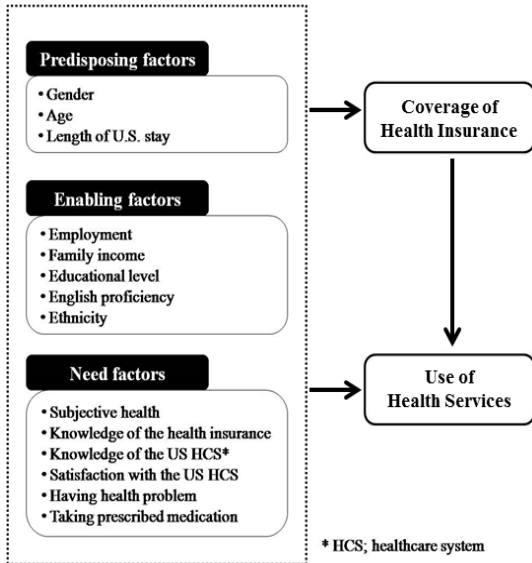 Predisposing factors
• Gender
• Age
• Length of U.S. stay
Enabling factors
• Employment
• Family income
• Educational level
• English proficiency
• Ethnicity
Need factors
• Subjective health
• Knowledge of the health insurance
• Knowledge of the US HCS*
• Satisfaction with the US HCS
• Having health problem
• Taking prescribed medication
Coverage of
Health Insurance
Use of
Health Services
* HCS; healthcare system